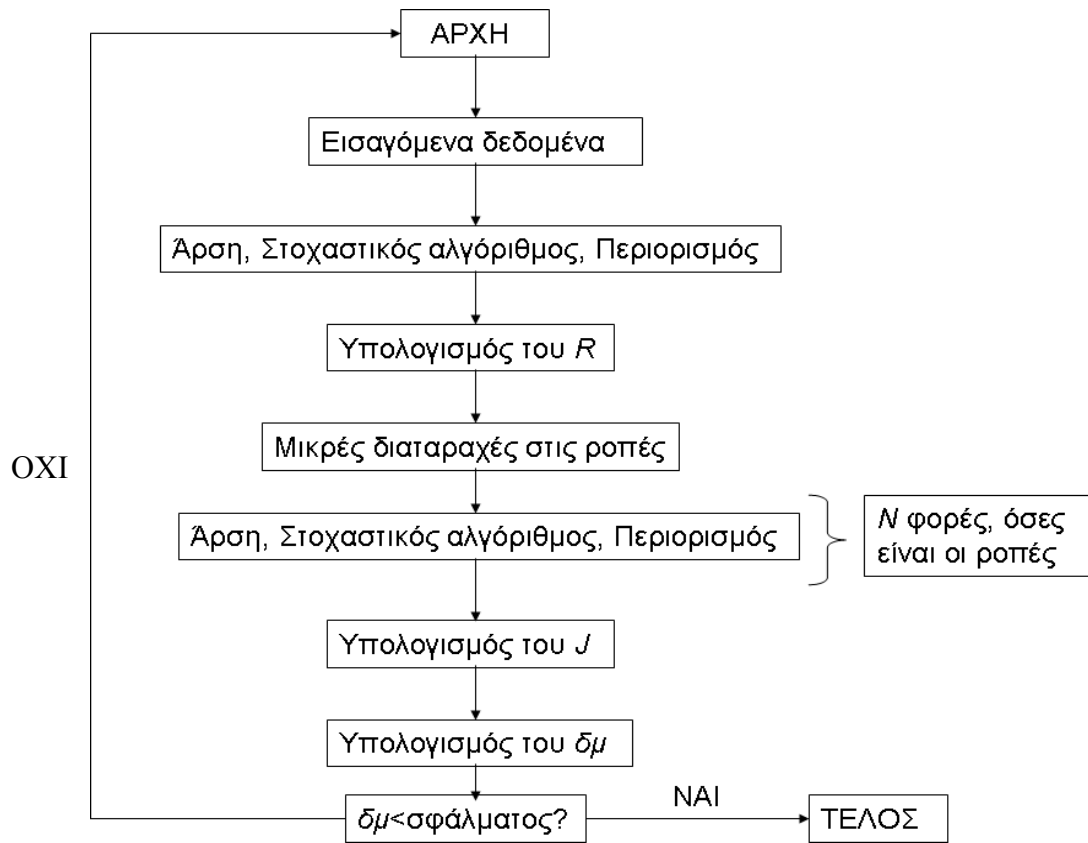 ΑΡΧΗ
Εισαγόμενα δεδομένα
Άρση, Στοχαστικός αλγόριθμος, Περιορισμός
Υπολογισμός του R
Μικρές διαταραχές στις ροπές
ΟΧΙ
Άρση, Στοχαστικός αλγόριθμος, Περιορισμός
Ν φορές, όσες
είναι οι ροπές
Υπολογισμός του J
Υπολογισμός του δμ
δμ<σφάλματος?
ΝΑΙ
ΤΕΛΟΣ